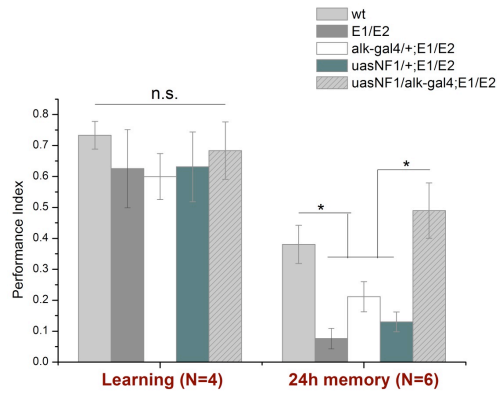 wt
E1/E2
alk-gal4/+;E1/E2
uasNF1/+;E1/E2
uasNF1/alk-gal4;E1/E2
n.s.
0.8
0.7
0.6
0.5
0.4
0.3
0.2
0.1
0.0
Performance Index
*
*
Learning (N=4)
24h memory (N=6)